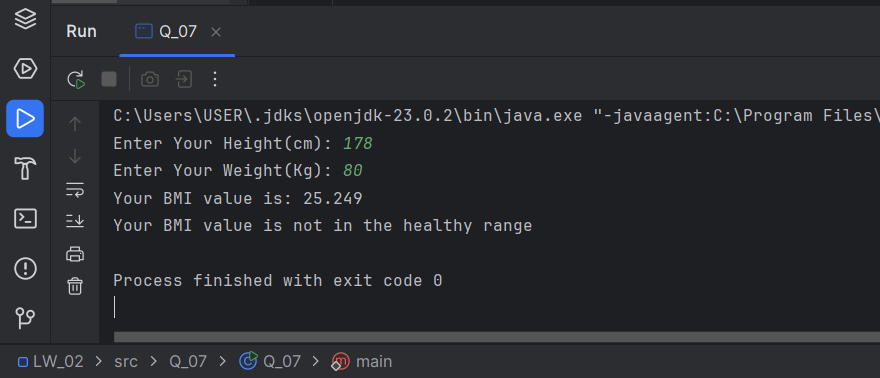 Run Q_07
C:\Users\USER\.jdks\openjdk-23.0.2\bin\java.exe "-javaagent:C:\Program Files\
Enter Your Height(cm): 178
Enter Your Weight(Kg): 80
Your BMI value is: 25.249
Your BMI value is not in the healthy range
Process finished with exit code 0
LW_02 > src > Q_07 > Q_07 > main